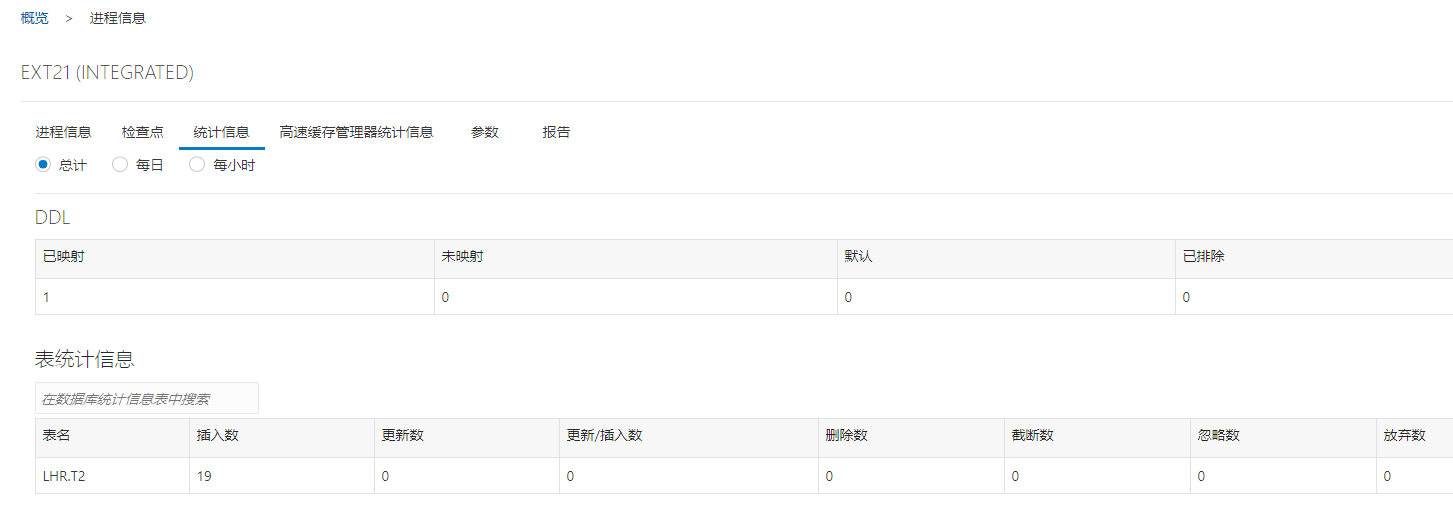 概览 > 进程信息
EXT21 (INTEGRATED)
进程信息 检查点 统计信息 高速缓存管理器统计信息 参数 报告
总计 每日 每小时
DDL
已映射 未映射 默认 已排除
1 0 0 0
表统计信息
在数据库统计信息表中搜索
表名 插入数 更新数 更新/插入数 删除数 截断数 忽略数 放弃数
LHR.T2 19 0 0 0 0 0 0